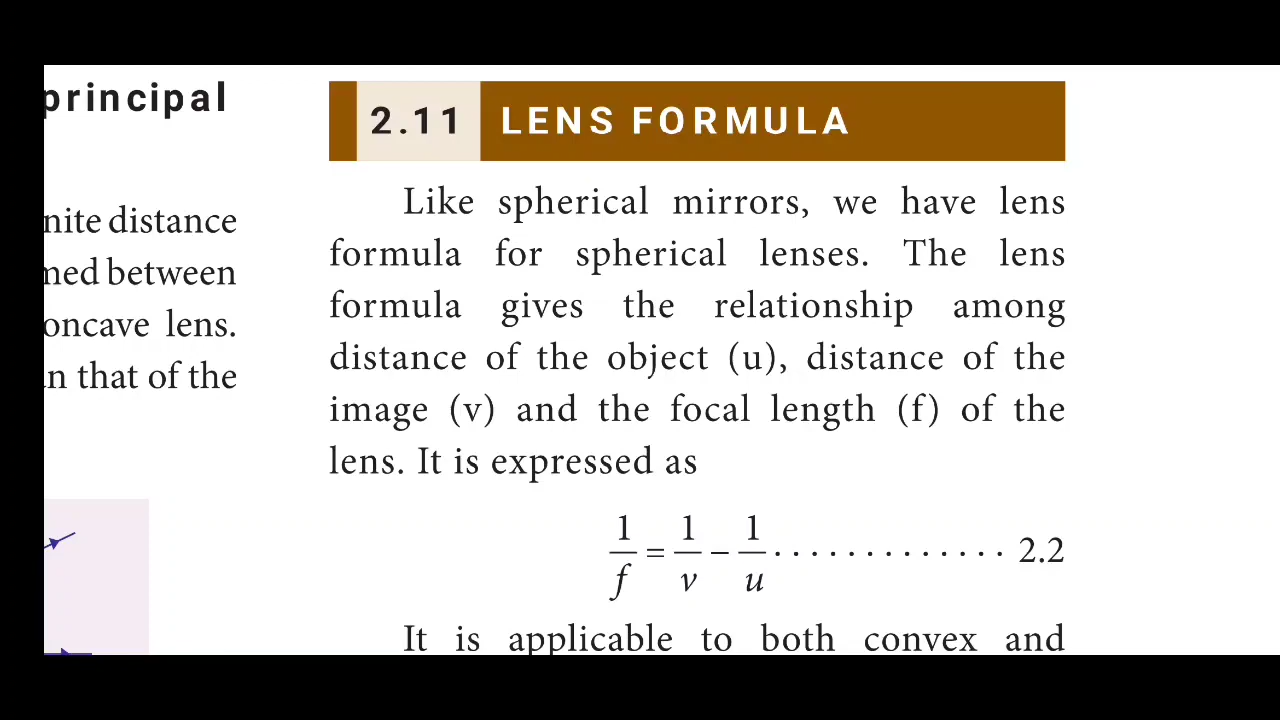 principal
distance
between
lens.
that of the
2.11 LENS FORMULA
Like spherical mirrors, we have lens
formula for spherical lenses. The lens
formula gives the relationship among
distance of the object (u), distance of the
image (v) and the focal length (f) of the
lens. It is expressed as
1/f = 1/v − 1/u ............. 2.2
It is applicable to both convex and